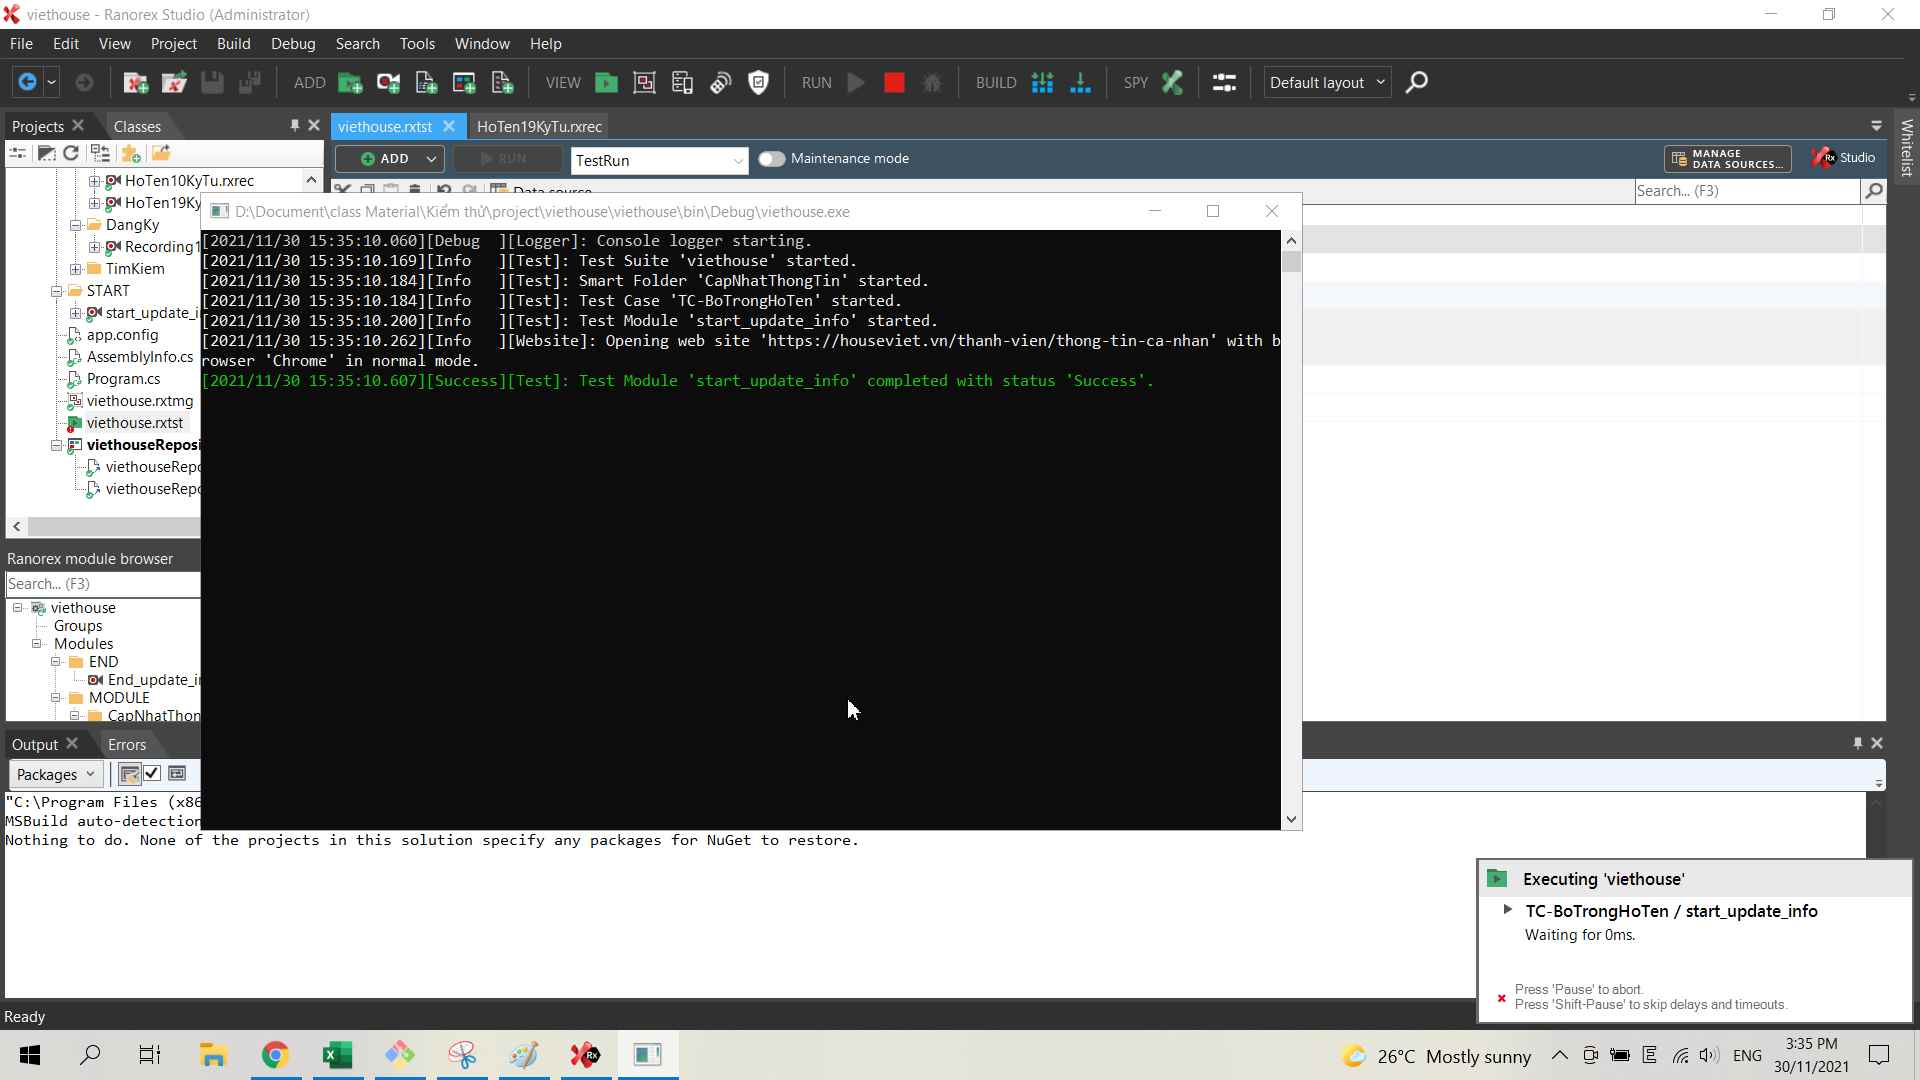 viethouse - Ranorex Studio (Administrator)
File Edit View Project Build Debug Search Tools Window Help
ADD VIEW RUN BUILD SPY Default layout
Projects Classes
viethouse.rxtst HoTen19KyTu.rxrec
Whitelist
ADD RUN TestRun Maintenance mode MANAGE DATA SOURCES... Studio
Data source
Search... (F3)
HoTen10KyTu.rxrec
HoTen19Ky
DangKy
Recording1
TimKiem
START
start_update_i
app.config
AssemblyInfo.cs
Program.cs
viethouse.rxtmg
viethouse.rxtst
viethouseReposi
viethouseRepo
viethouseRepo
D:\Document\class Material\Kiểm thử\project\viethouse\viethouse\bin\Debug\viethouse.exe
[2021/11/30 15:35:10.060][Debug  ][Logger]: Console logger starting.
[2021/11/30 15:35:10.169][Info   ][Test]: Test Suite 'viethouse' started.
[2021/11/30 15:35:10.184][Info   ][Test]: Smart Folder 'CapNhatThongTin' started.
[2021/11/30 15:35:10.184][Info   ][Test]: Test Case 'TC-BoTrongHoTen' started.
[2021/11/30 15:35:10.200][Info   ][Test]: Test Module 'start_update_info' started.
[2021/11/30 15:35:10.262][Info   ][Website]: Opening web site 'https://houseviet.vn/thanh-vien/thong-tin-ca-nhan' with b
rowser 'Chrome' in normal mode.
[2021/11/30 15:35:10.607][Success][Test]: Test Module 'start_update_info' completed with status 'Success'.
Ranorex module browser
Search... (F3)
viethouse
Groups
Modules
END
End_update_in
MODULE
CapNhatThon
Output Errors
Packages
"C:\Program Files (x86
MSBuild auto-detection
Nothing to do. None of the projects in this solution specify any packages for NuGet to restore.
Executing 'viethouse'
TC-BoTrongHoTen / start_update_info
Waiting for 0ms.
Press 'Pause' to abort.
Press 'Shift-Pause' to skip delays and timeouts.
Ready
26°C Mostly sunny ENG
3:35 PM
30/11/2021